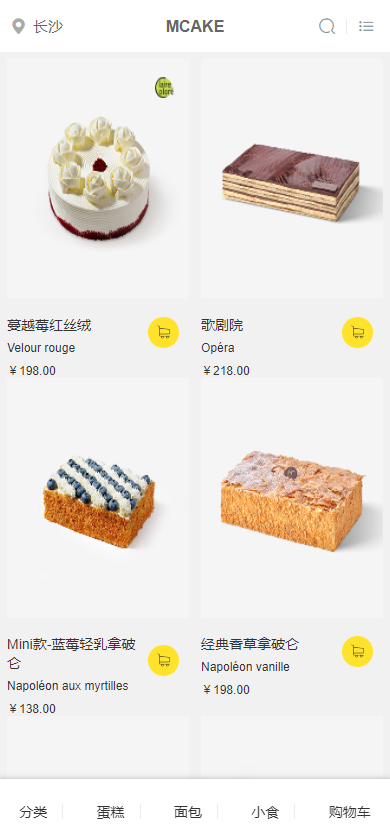 长沙
MCAKE
蔓越莓红丝绒
Velour rouge
￥198.00
歌剧院
Opéra
￥218.00
Mini款-蓝莓轻乳拿破
仑
Napoléon aux myrtilles
￥138.00
经典香草拿破仑
Napoléon vanille
￥198.00
分类
蛋糕
面包
小食
购物车